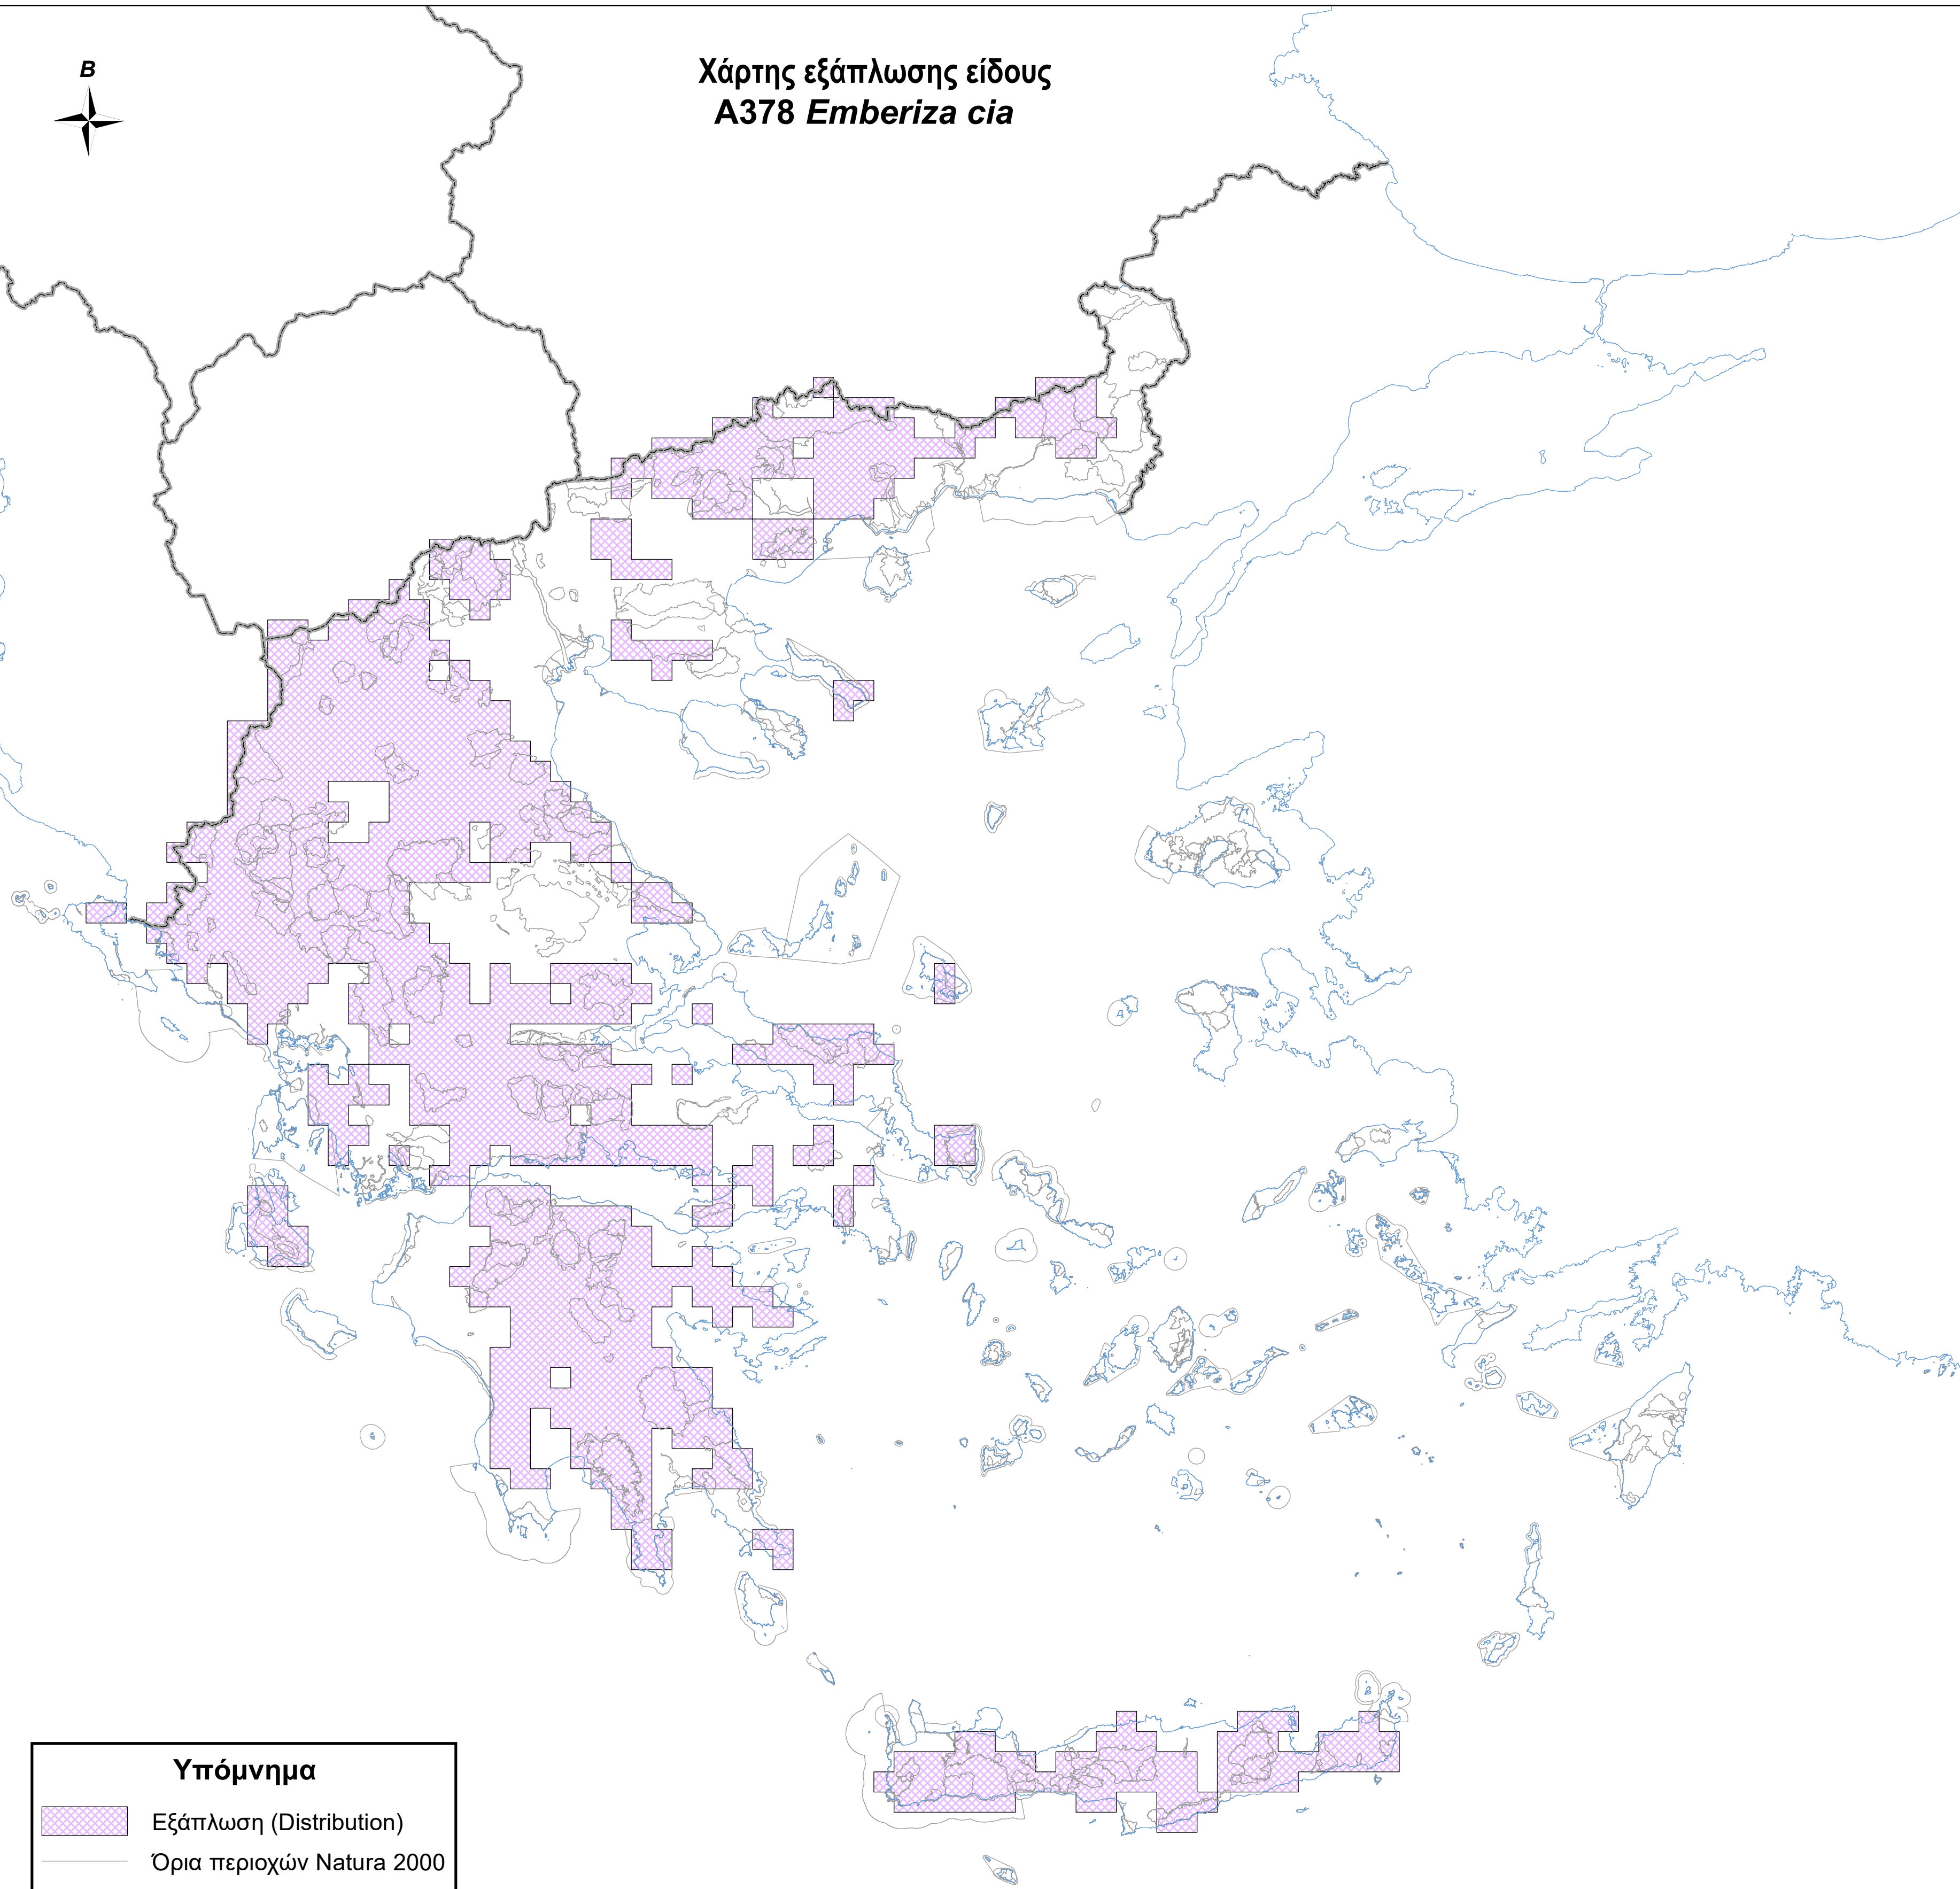 B
Χάρτης εξάπλωσης είδους
A378 Emberiza cia
Υπόμνημα
Εξάπλωση (Distribution)
Όρια περιοχών Natura 2000